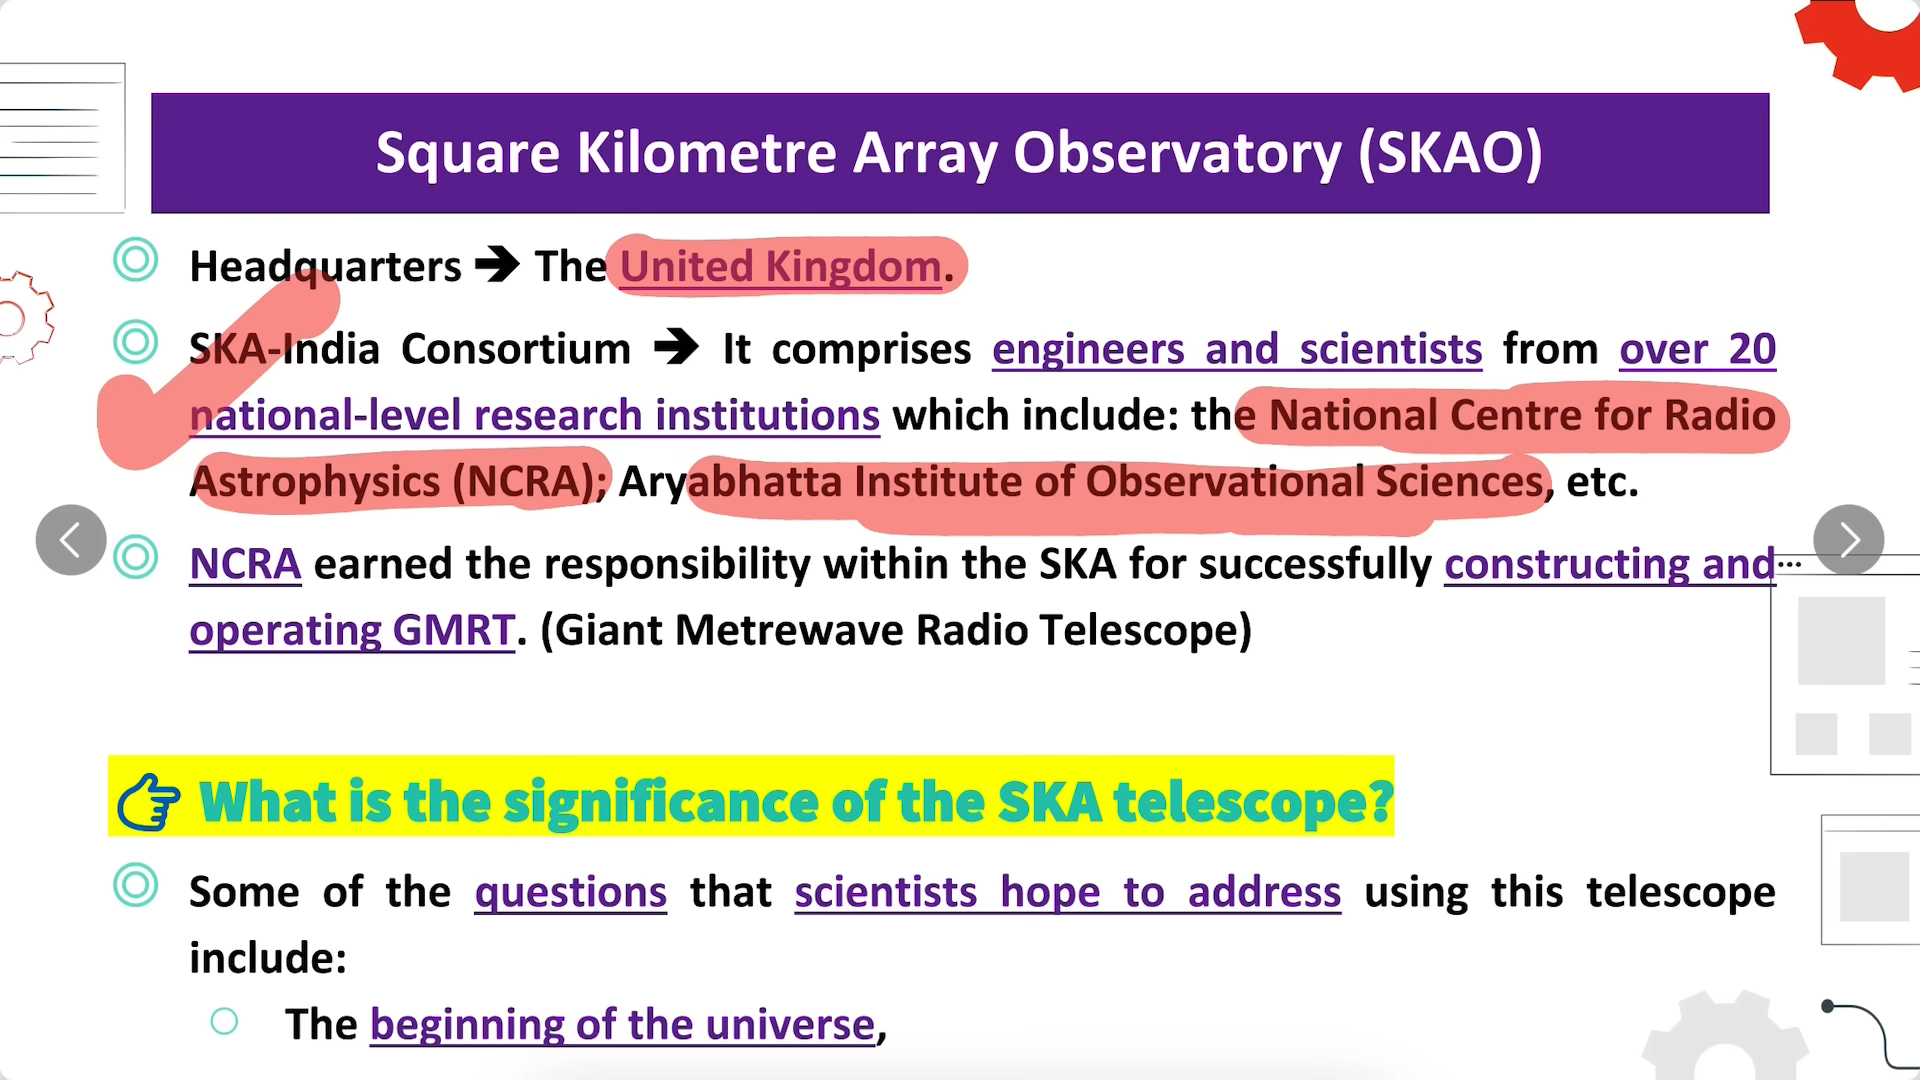 Square Kilometre Array Observatory (SKAO)
Headquarters ➔ The United Kingdom.
SKA-India Consortium ➔ It comprises engineers and scientists from over 20
national-level research institutions which include: the National Centre for Radio
Astrophysics (NCRA); Aryabhatta Institute of Observational Sciences, etc.
NCRA earned the responsibility within the SKA for successfully constructing and
operating GMRT. (Giant Metrewave Radio Telescope)
What is the significance of the SKA telescope?
Some of the questions that scientists hope to address using this telescope
include:
The beginning of the universe,